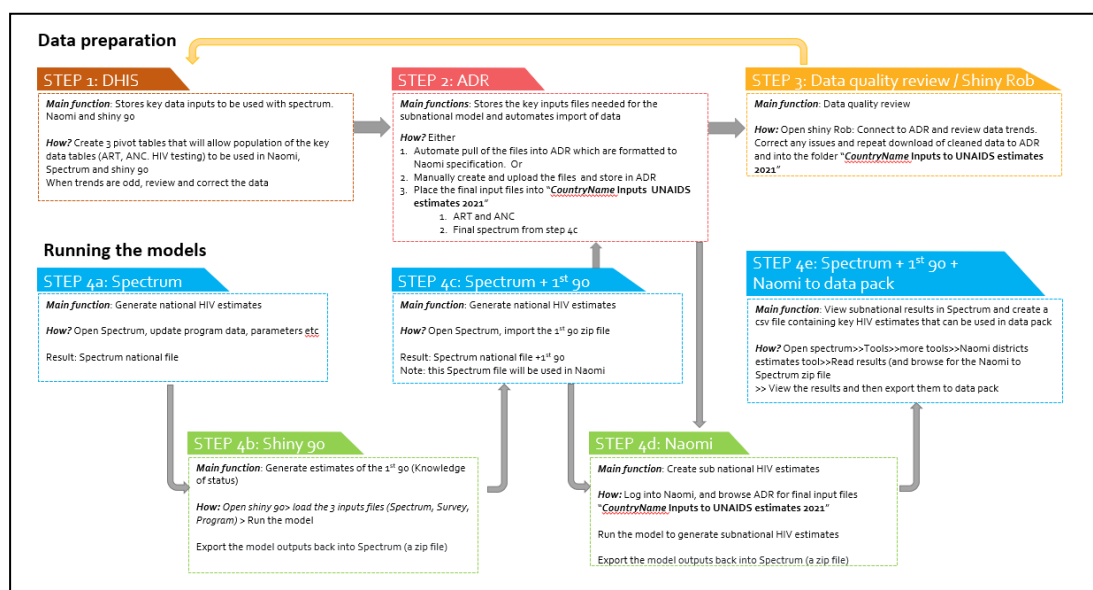 Data preparation
STEP 1: DHIS
Main function: Stores key data inputs to be used with spectrum.
Naomi and shiny 90
How? Create 3 pivot tables that will allow population of the key
data tables (ART, ANC. HIV testing) to be used in Naomi,
Spectrum and shiny 90
When trends are odd, review and correct the data
STEP 2: ADR
Main functions: Stores the key inputs files needed for the
subnational model and automates import of data
How? Either
1. Automate pull of the files into ADR which are formatted to
Naomi specification. Or
2. Manually create and upload the files and store in ADR
3. Place the final input files into “CountryName Inputs UNAIDS
estimates 2021”
1. ART and ANC
2. Final spectrum from step 4c
STEP 3: Data quality review / Shiny Rob
Main function: Data quality review
How: Open shiny Rob: Connect to ADR and review data trends.
Correct any issues and repeat download of cleaned data to ADR
and into the folder “CountryName Inputs to UNAIDS estimates
2021”
Running the models
STEP 4a: Spectrum
Main function: Generate national HIV estimates
How? Open Spectrum, update program data, parameters etc
Result: Spectrum national file
STEP 4c: Spectrum + 1st 90
Main function: Generate national HIV estimates
How? Open Spectrum, import the 1st 90 zip file
Result: Spectrum national file +1st 90
Note: this Spectrum file will be used in Naomi
STEP 4e: Spectrum + 1st 90 +
Naomi to data pack
Main function: View subnational results in Spectrum and create a
csv file containing key HIV estimates that can be used in data pack
How? Open spectrum>>Tools>>more tools>>Naomi districts
estimates tool>>Read results (and browse for the Naomi to
Spectrum zip file
>> View the results and then export them to data pack
STEP 4b: Shiny 90
Main function: Generate estimates of the 1st 90 (Knowledge
of status)
How: Open shiny 90> load the 3 inputs files (Spectrum, Survey,
Program) > Run the model
Export the model outputs back into Spectrum (a zip file)
STEP 4d: Naomi
Main function: Create sub national HIV estimates
How: Log into Naomi, and browse ADR for final input files
“CountryName Inputs to UNAIDS estimates 2021”
Run the model to generate subnational HIV estimates
Export the model outputs back into Spectrum (a zip file)